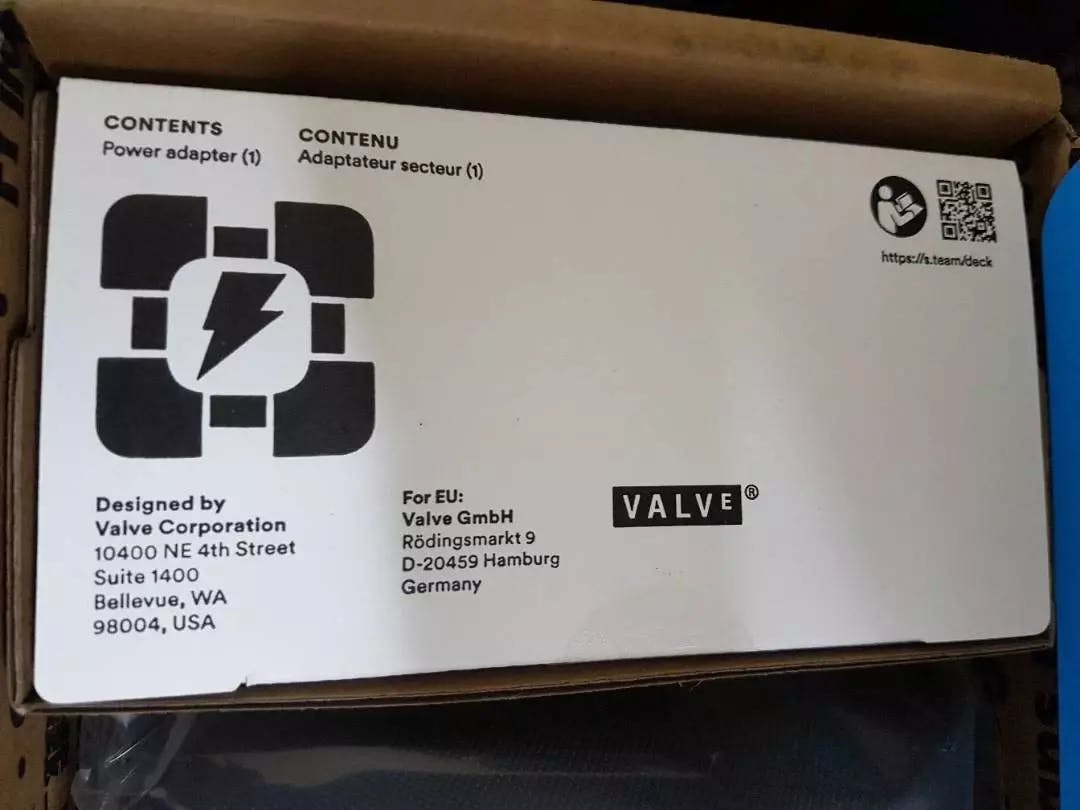 CONTENTS
Power adapter (1)
CONTENU
Adaptateur secteur (1)
https://s.team/deck
Designed by
Valve Corporation
10400 NE 4th Street
Suite 1400
Bellevue, WA
98004, USA
For EU:
Valve GmbH
Rödingsmarkt 9
D-20459 Hamburg
Germany
VALVE®